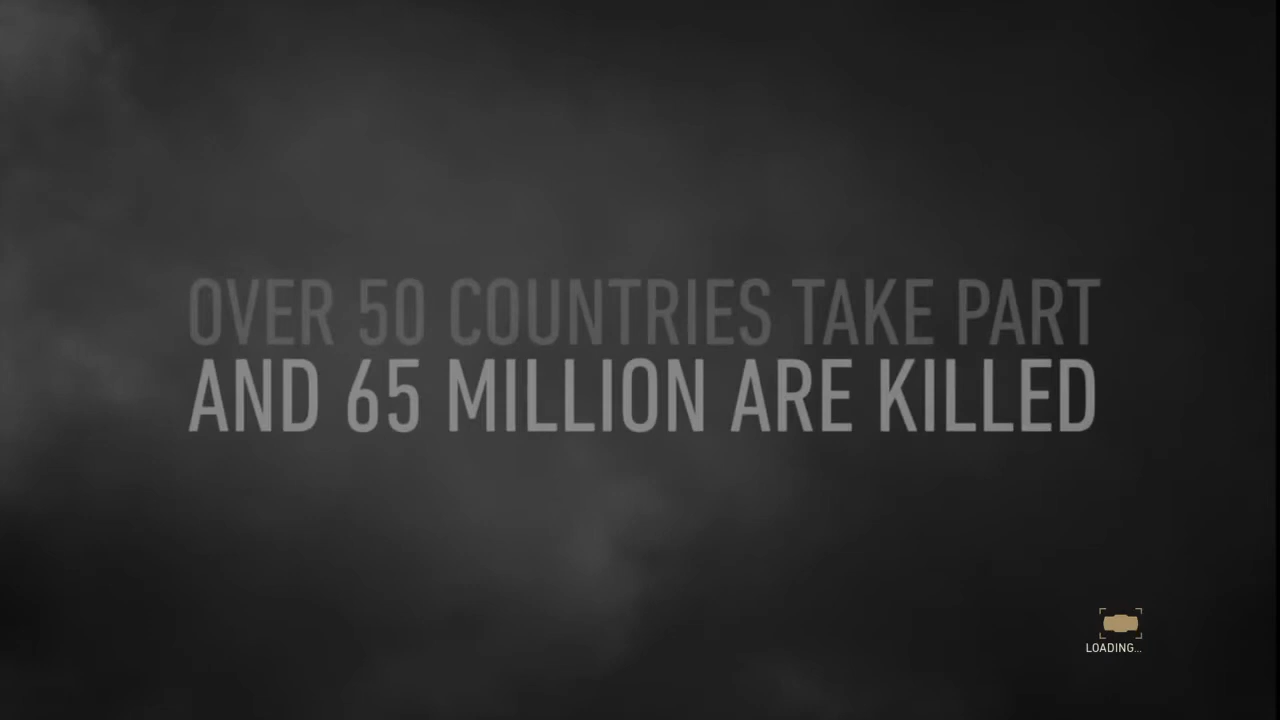 OVER 50 COUNTRIES TAKE PART
AND 65 MILLION ARE KILLED
LOADING...